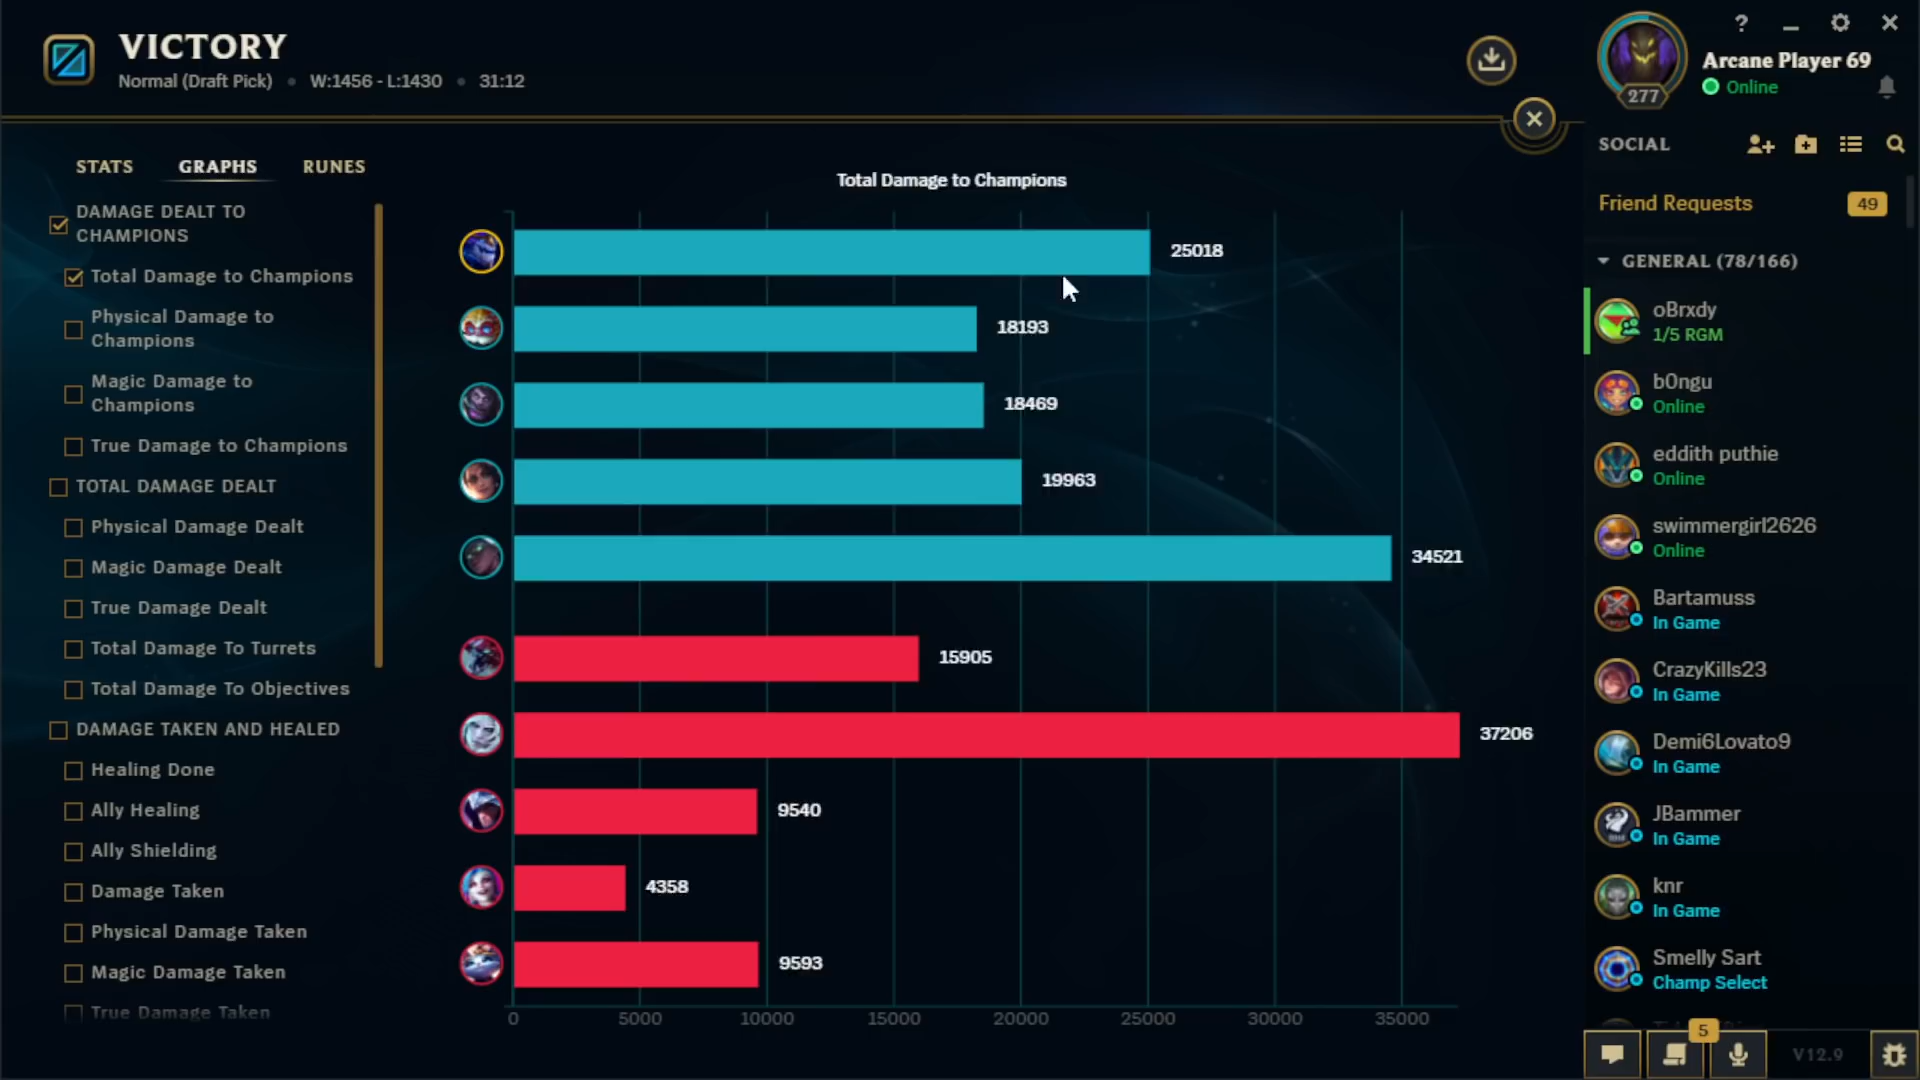 VICTORY
Normal (Draft Pick) • W:1456 - L:1430 • 31:12
?
Arcane Player 69
Online
277
STATS GRAPHS RUNES
DAMAGE DEALT TO
CHAMPIONS
Total Damage to Champions
Physical Damage to
Champions
Magic Damage to
Champions
True Damage to Champions
TOTAL DAMAGE DEALT
Physical Damage Dealt
Magic Damage Dealt
True Damage Dealt
Total Damage To Turrets
Total Damage To Objectives
DAMAGE TAKEN AND HEALED
Healing Done
Ally Healing
Ally Shielding
Damage Taken
Physical Damage Taken
Magic Damage Taken
True Damage Taken
Total Damage to Champions
25018
18193
18469
19963
34521
15905
37206
9540
4358
9593
0 5000 10000 15000 20000 25000 30000 35000
SOCIAL
Friend Requests 49
GENERAL (78/166)
oBrxdy
1/5 RGM
b0ngu
Online
eddith puthie
Online
swimmergirl2626
Online
Bartamuss
In Game
CrazyKills23
In Game
Demi6Lovato9
In Game
JBammer
In Game
knr
In Game
Smelly Sart
Champ Select
5
V12.9